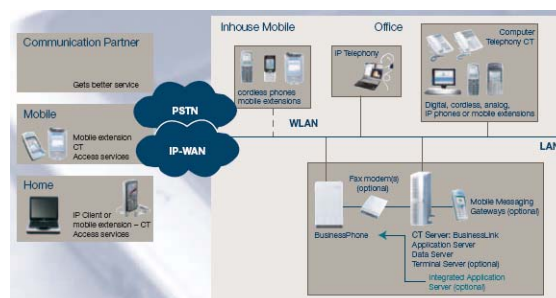 Communication Partner
Gets better service
Mobile
Mobile extension
CT
Access services
Home
IP Client or
mobile extension – CT
Access services
PSTN
IP-WAN
Inhouse Mobile
cordless phones
mobile extensions
WLAN
Office
IP Telephony
Computer
Telephony CT
Digital, cordless, analog,
IP phones or mobile extensions
LAN
BusinessPhone
Fax modem(s)
(optional)
CT Server: BusinessLink
Application Server
Data Server
Terminal Server (optional)
Mobile Messaging
Gateways (optional)
Integrated Application
Server (optional)